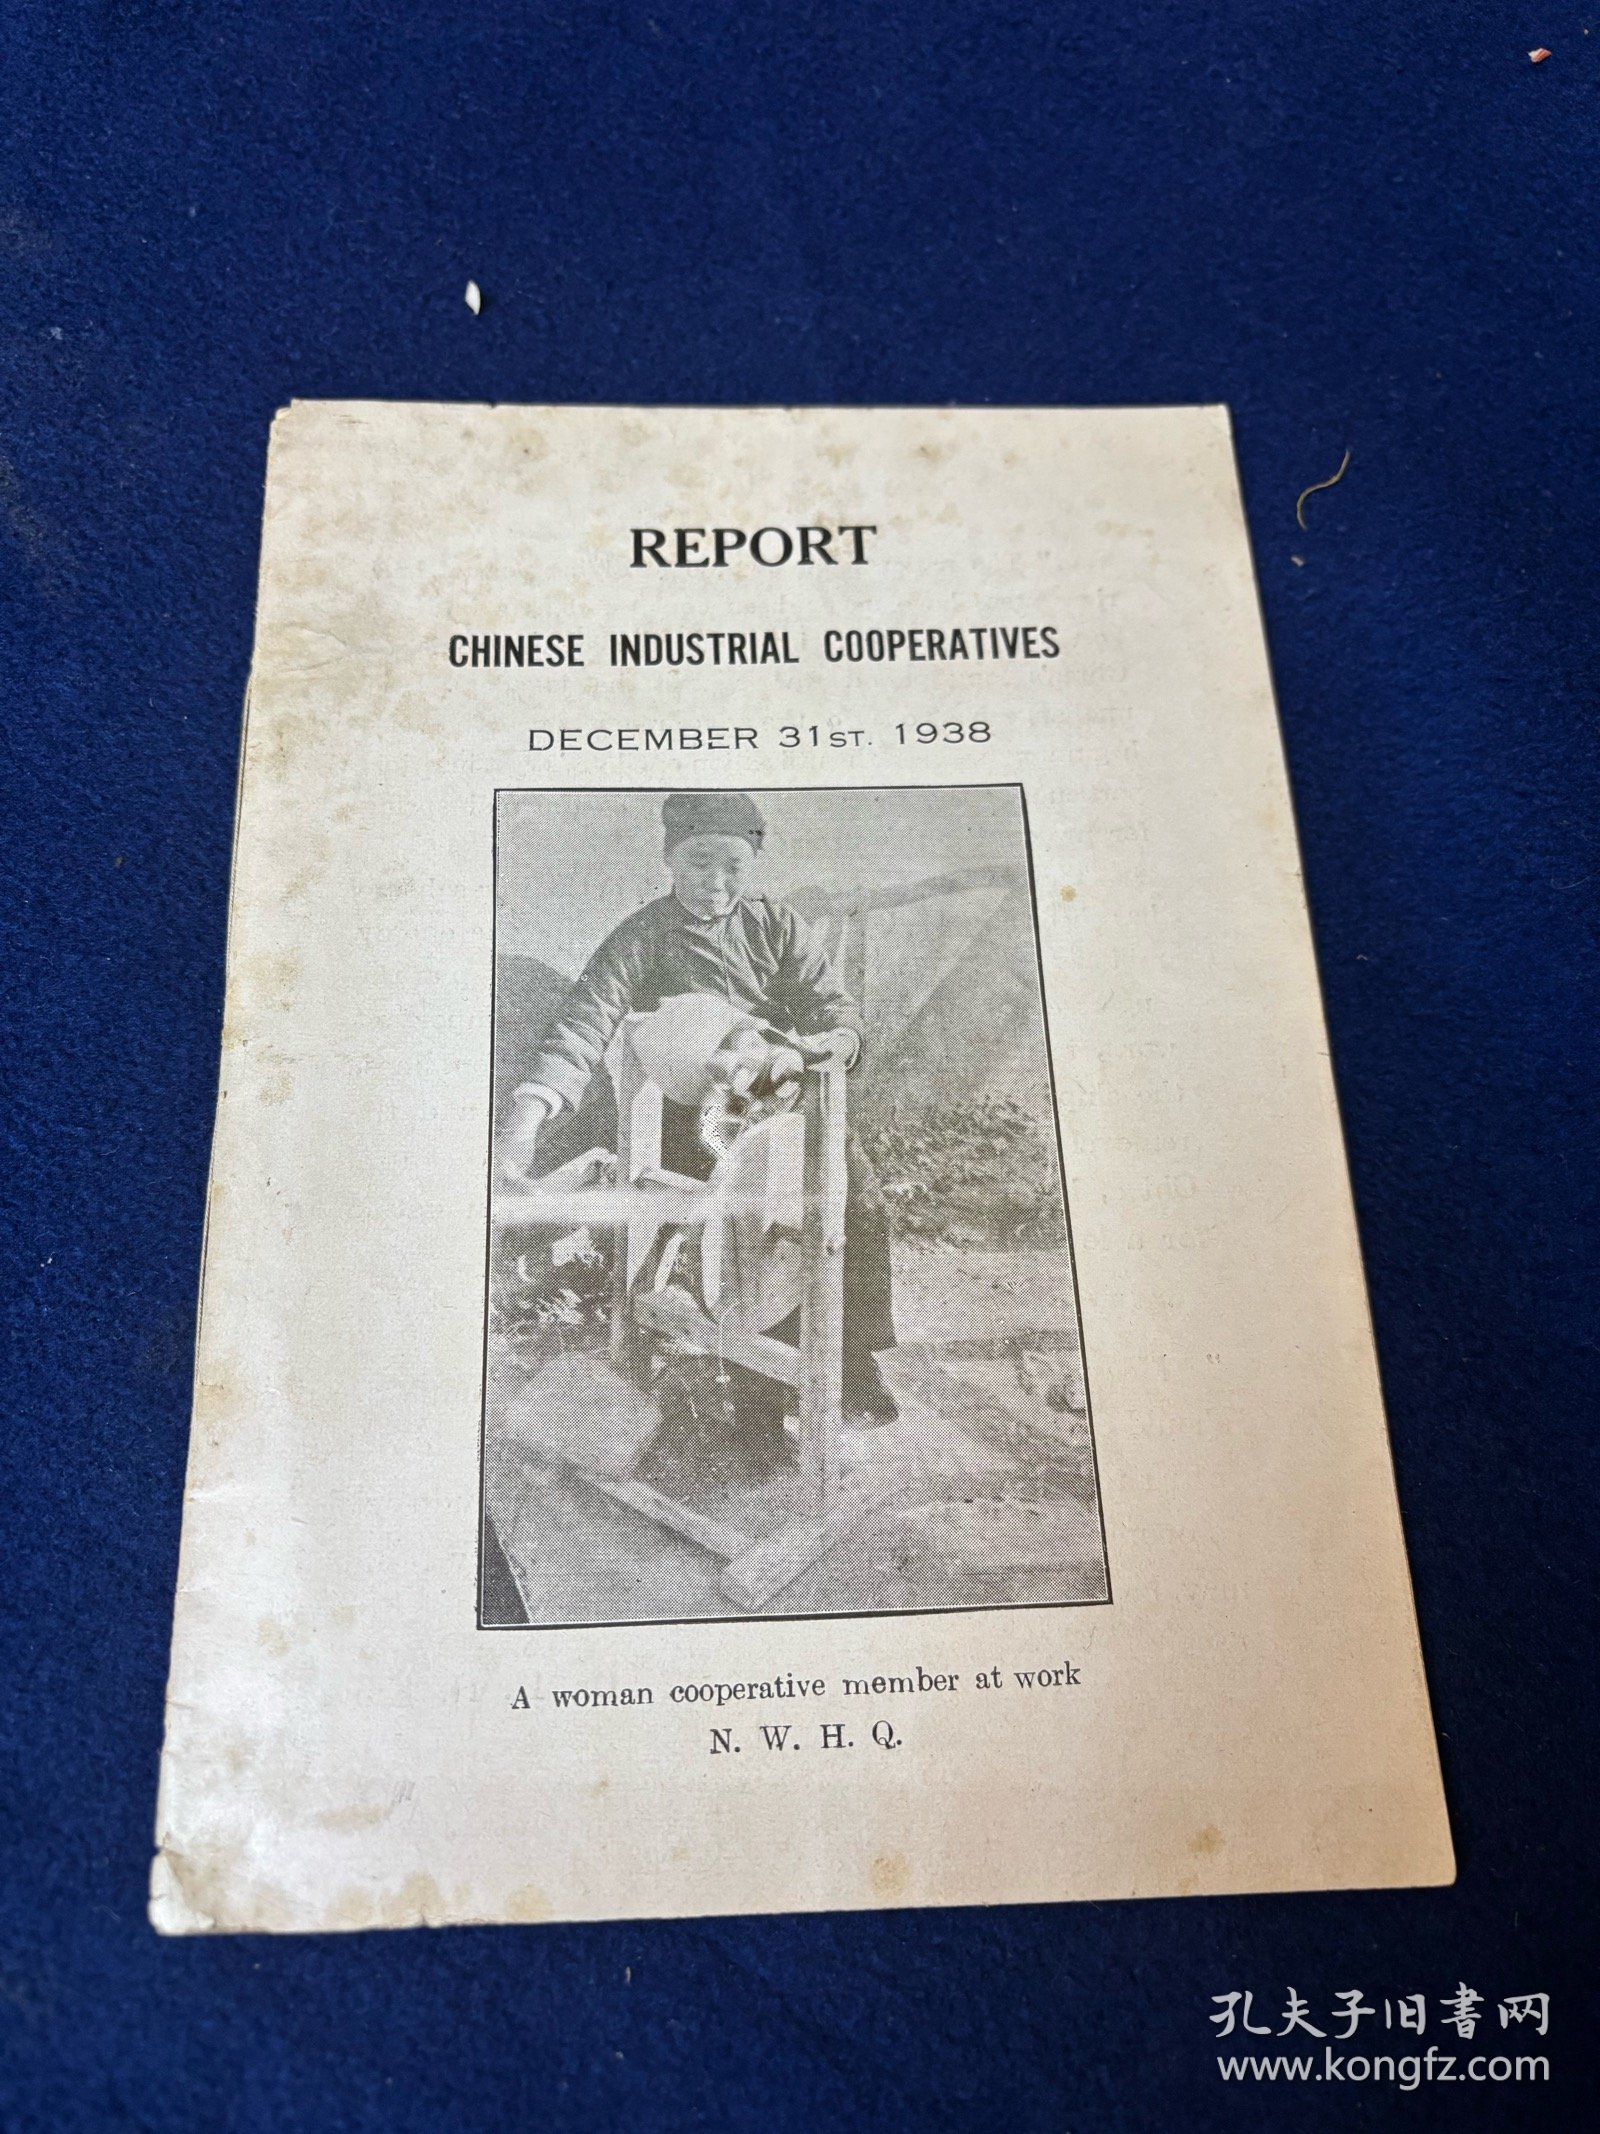 REPORT
CHINESE INDUSTRIAL COOPERATIVES
DECEMBER 31ST. 1938
A woman cooperative member at work
N. W. H. Q.
孔夫子旧書网
www.kongfz.com